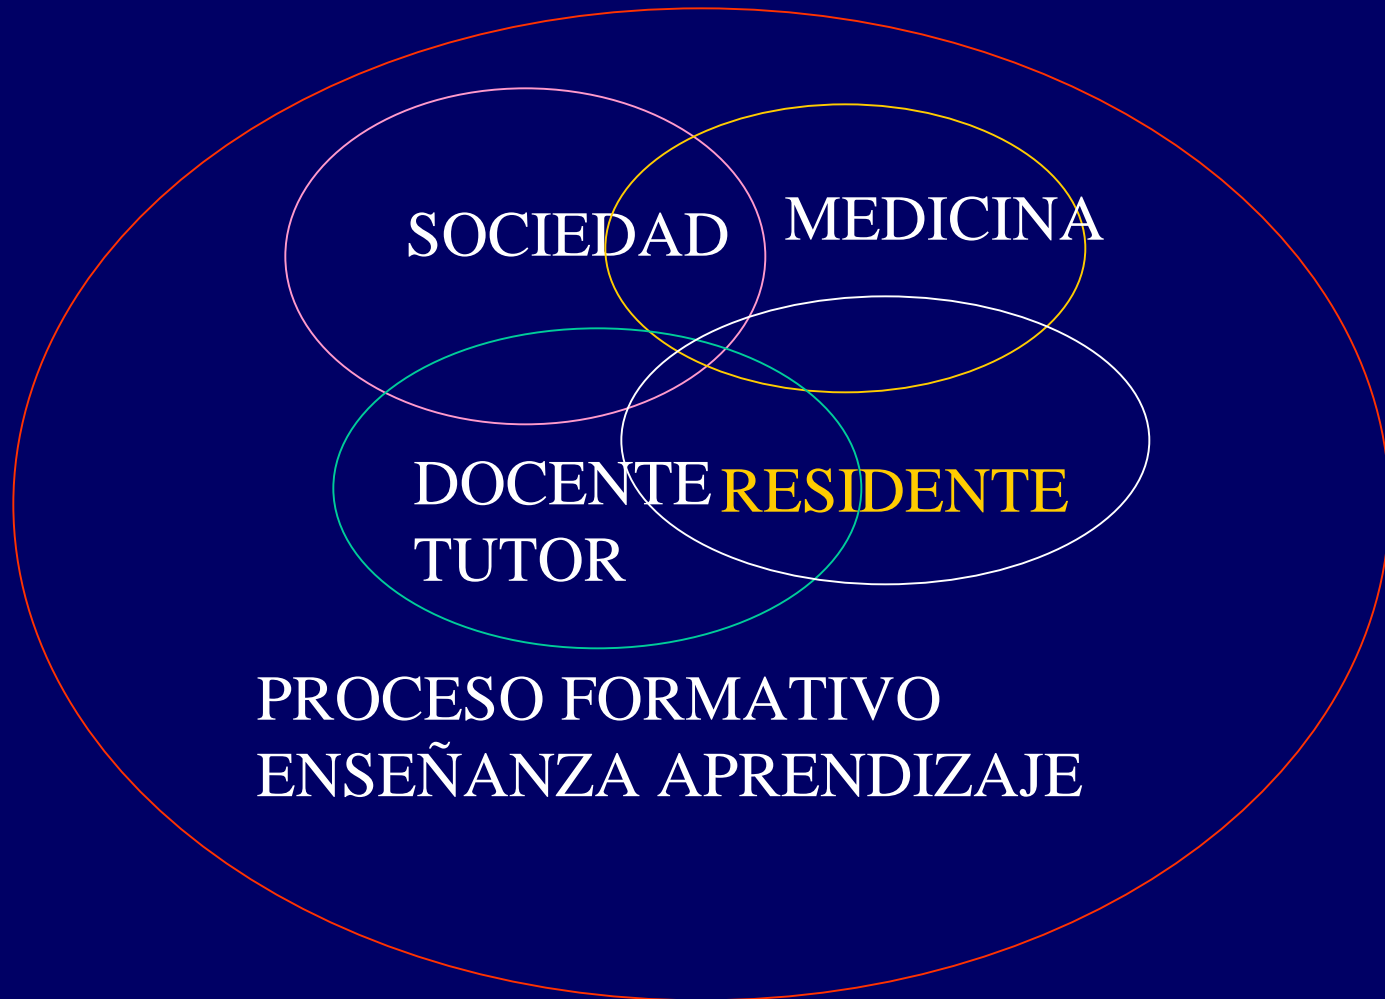 SOCIEDAD
MEDICINA
DOCENTE
TUTOR
RESIDENTE
PROCESO FORMATIVO
ENSEÑANZA APRENDIZAJE